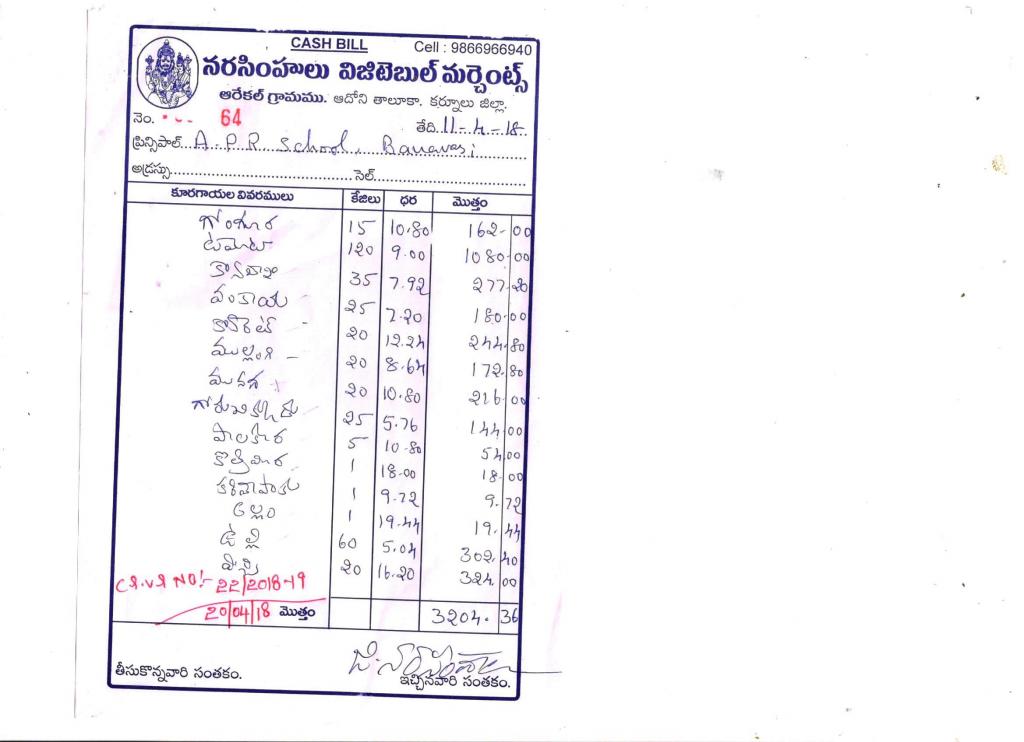 CASH BILL Cell : 9866966940
నరసింహులు విజిటెబుల్ మర్చెంట్స్
ఆరేకల్ గ్రామము. ఆదోని తాలూకా. కర్నూలు జిల్లా.
నెం. 64 తేది. 11-4-18.
ప్రిన్సిపాల్ A.P.R School, Banavasi
అడ్రస్సు సెల్
కూరగాయల వివరములు కేజిలు ధర మొత్తం
గోంగూర 15 10.80 162.00
టమోటా 120 9.00 1080.00
35 7.92 277.20
వంకాయ 25 7.20 180.00
క్యారెట్ 20 12.24 244.80
ముల్లంగి 20 8.64 172.80
మునగ 20 10.80 216.00
గోరుచిక్కుడు 25 5.76 144.00
పాలకూర 5 10.80 54.00
కొత్తిమిర 1 18.00 18.00
కరివేపాకు 1 9.72 9.72
అల్లం 1 19.44 19.44
ఉల్లి 60 5.04 302.40
20 16.20 324.00
CB.VR NO:- 22/2018-19
20/04/18 మొత్తం 3204.36
తీసుకొన్నవారి సంతకం. ఇచ్చినవారి సంతకం.